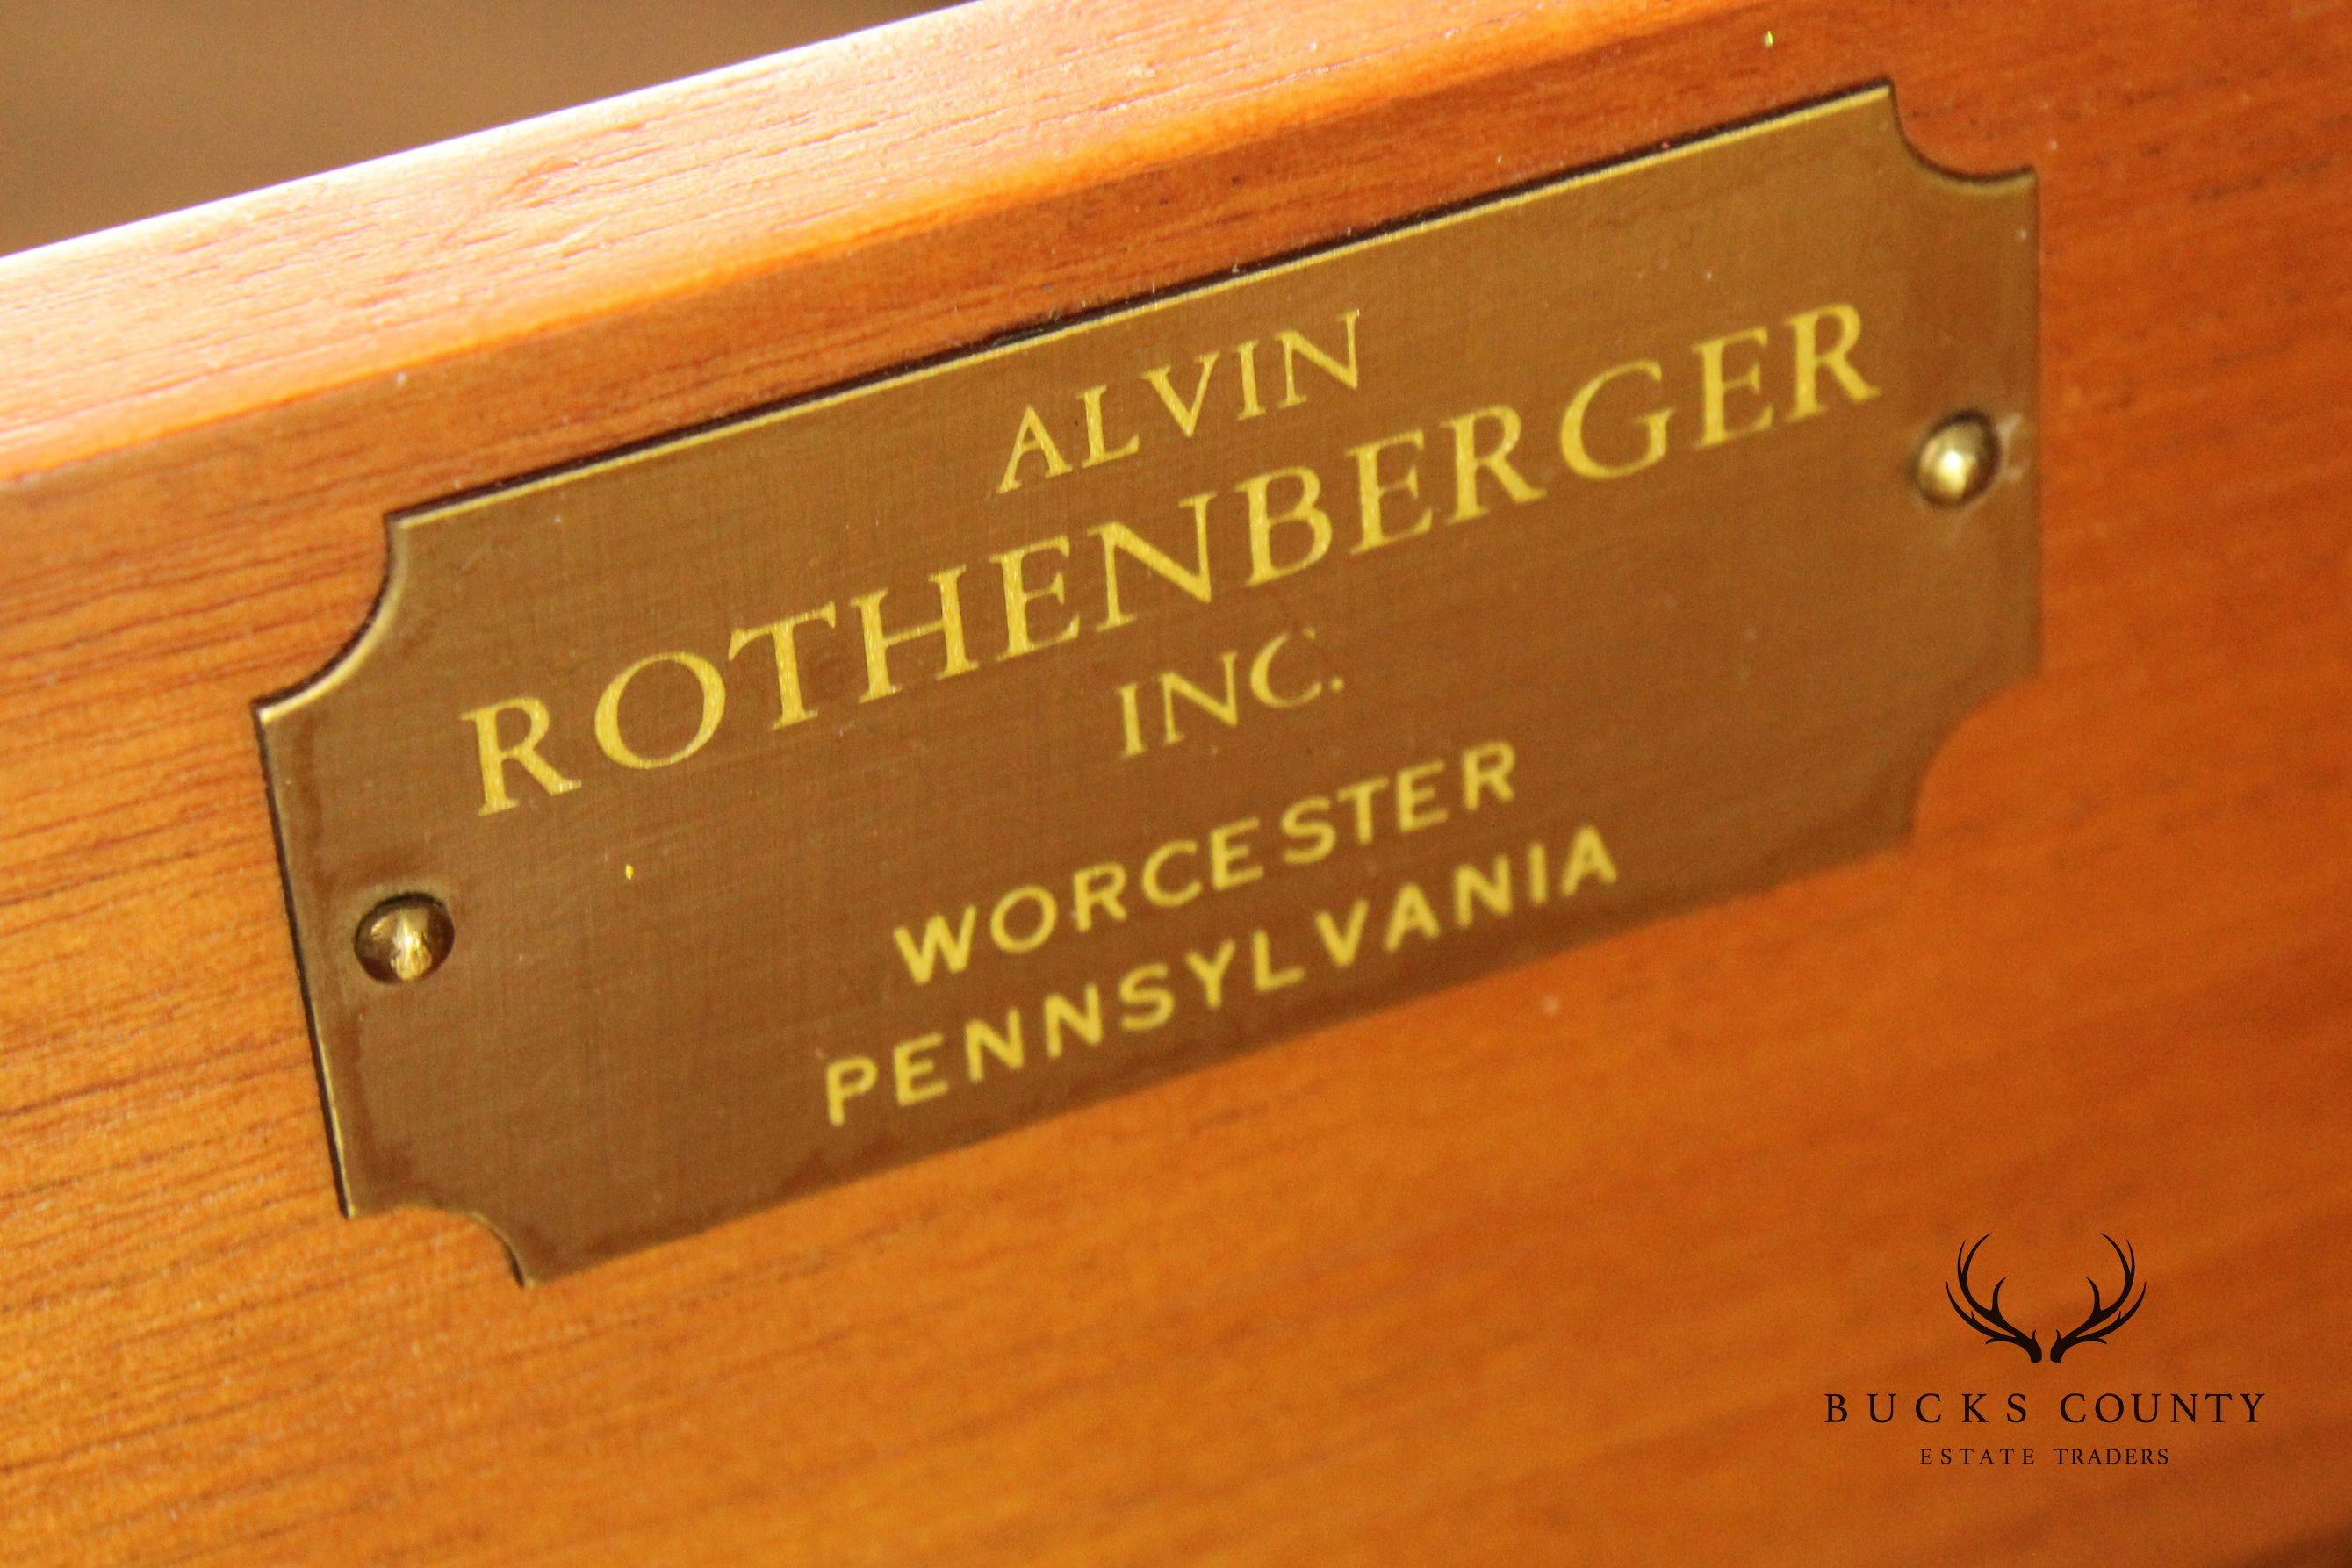 ALVIN
ROTHENBERGER
INC.
WORCESTER
PENNSYLVANIA
BUCKS COUNTY
ESTATE TRADERS